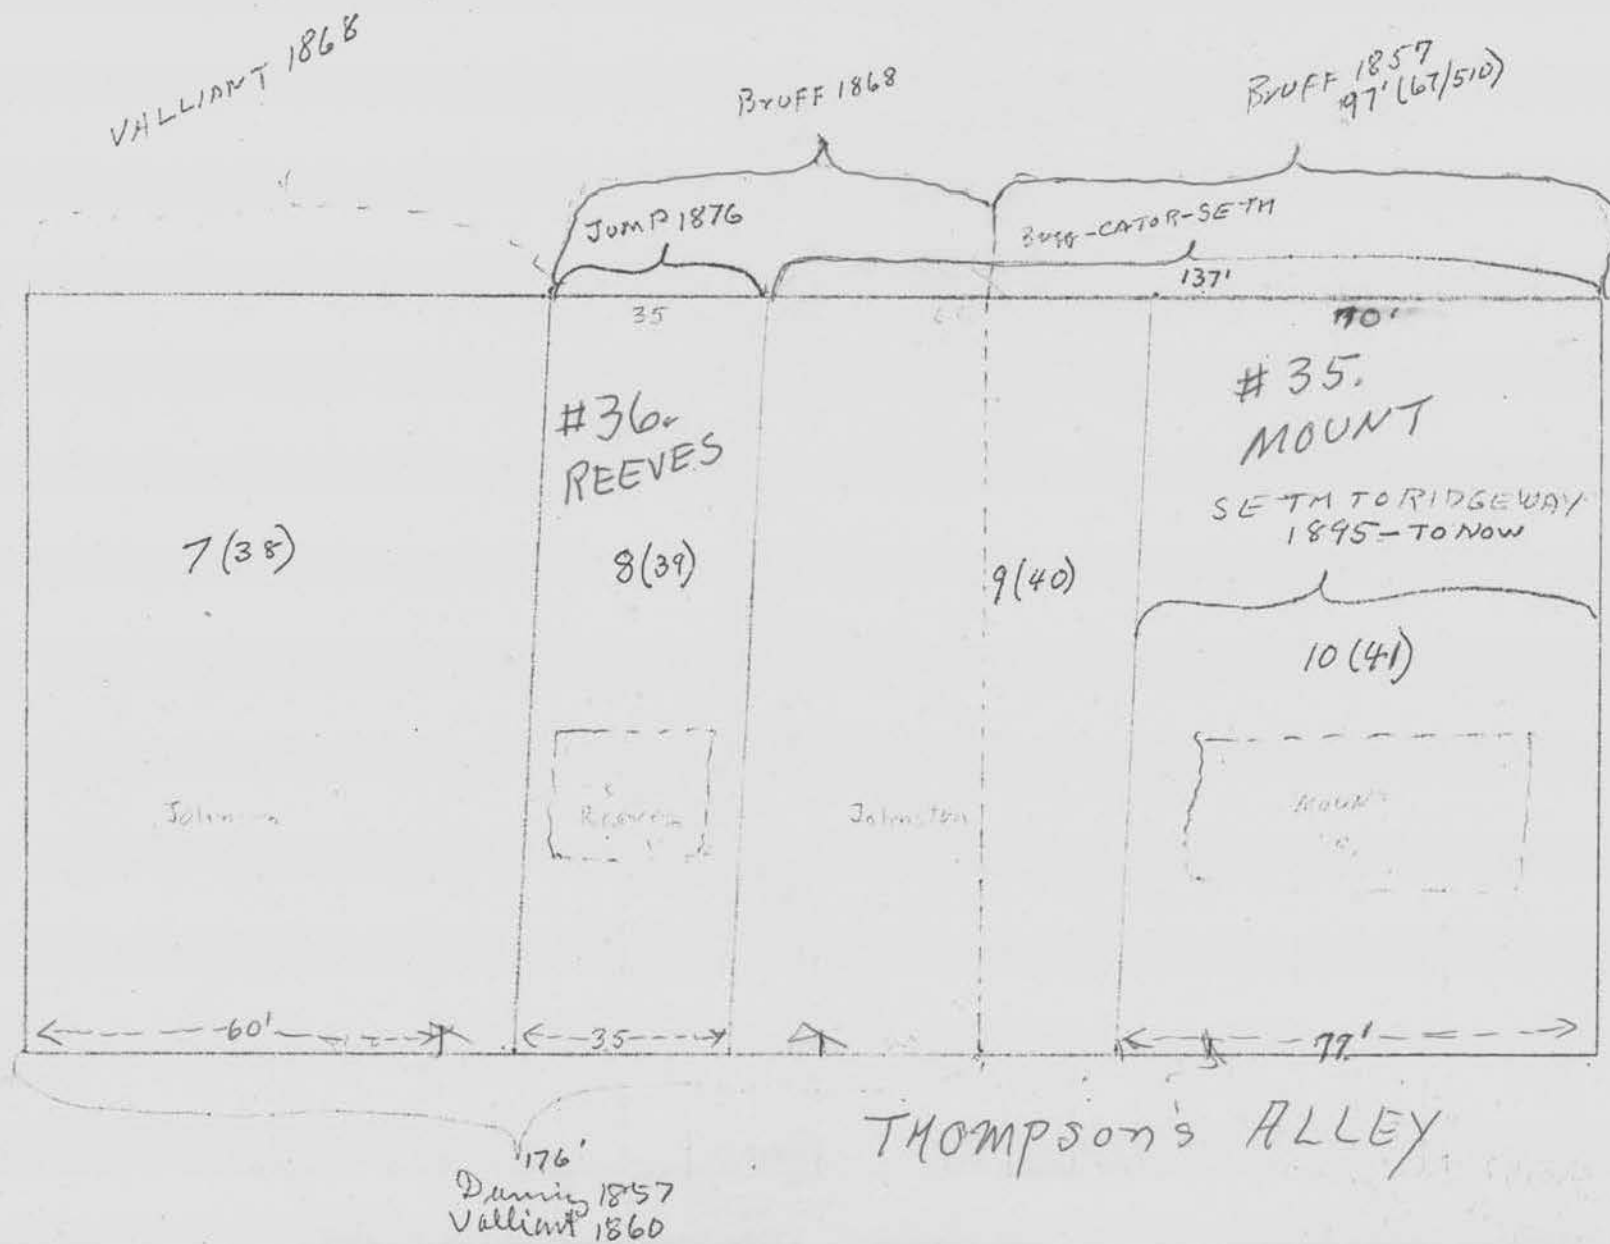 VALLIANT 1868
BruFF 1868
BruFF 1857
97' (67/510)
JUMP 1876
CATOR-SETH
137'
35
#36.
REEVES
#35.
MOUNT
SETH TO RIDGEWAY
1895-TO NOW
7(38)
8(39)
9(40)
10(41)
Johnston
MOUNT
60'
35
77'
THOMPSON'S ALLEY
176'
1857
Valliant 1860